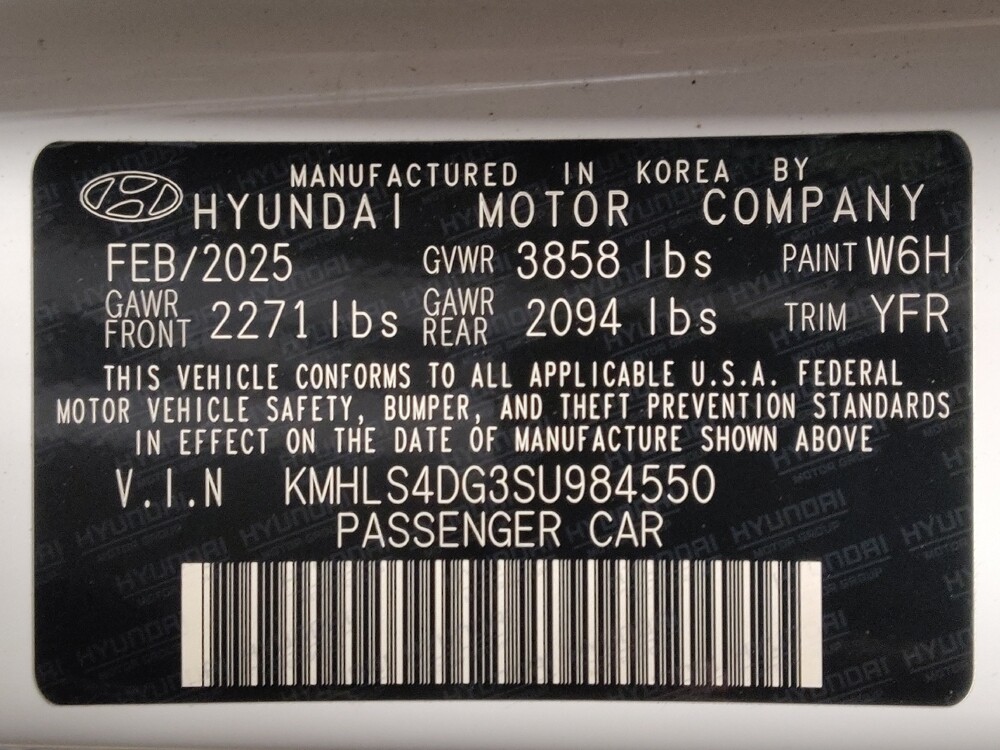 MANUFACTURED IN KOREA BY
HYUNDAI MOTOR COMPANY
FEB/2025 GVWR 3858 lbs PAINT W6H
GAWR FRONT 2271 lbs GAWR REAR 2094 lbs TRIM YFR
THIS VEHICLE CONFORMS TO ALL APPLICABLE U.S.A. FEDERAL
MOTOR VEHICLE SAFETY, BUMPER, AND THEFT PREVENTION STANDARDS
IN EFFECT ON THE DATE OF MANUFACTURE SHOWN ABOVE
V.I.N KMHLS4DG3SU984550
PASSENGER CAR